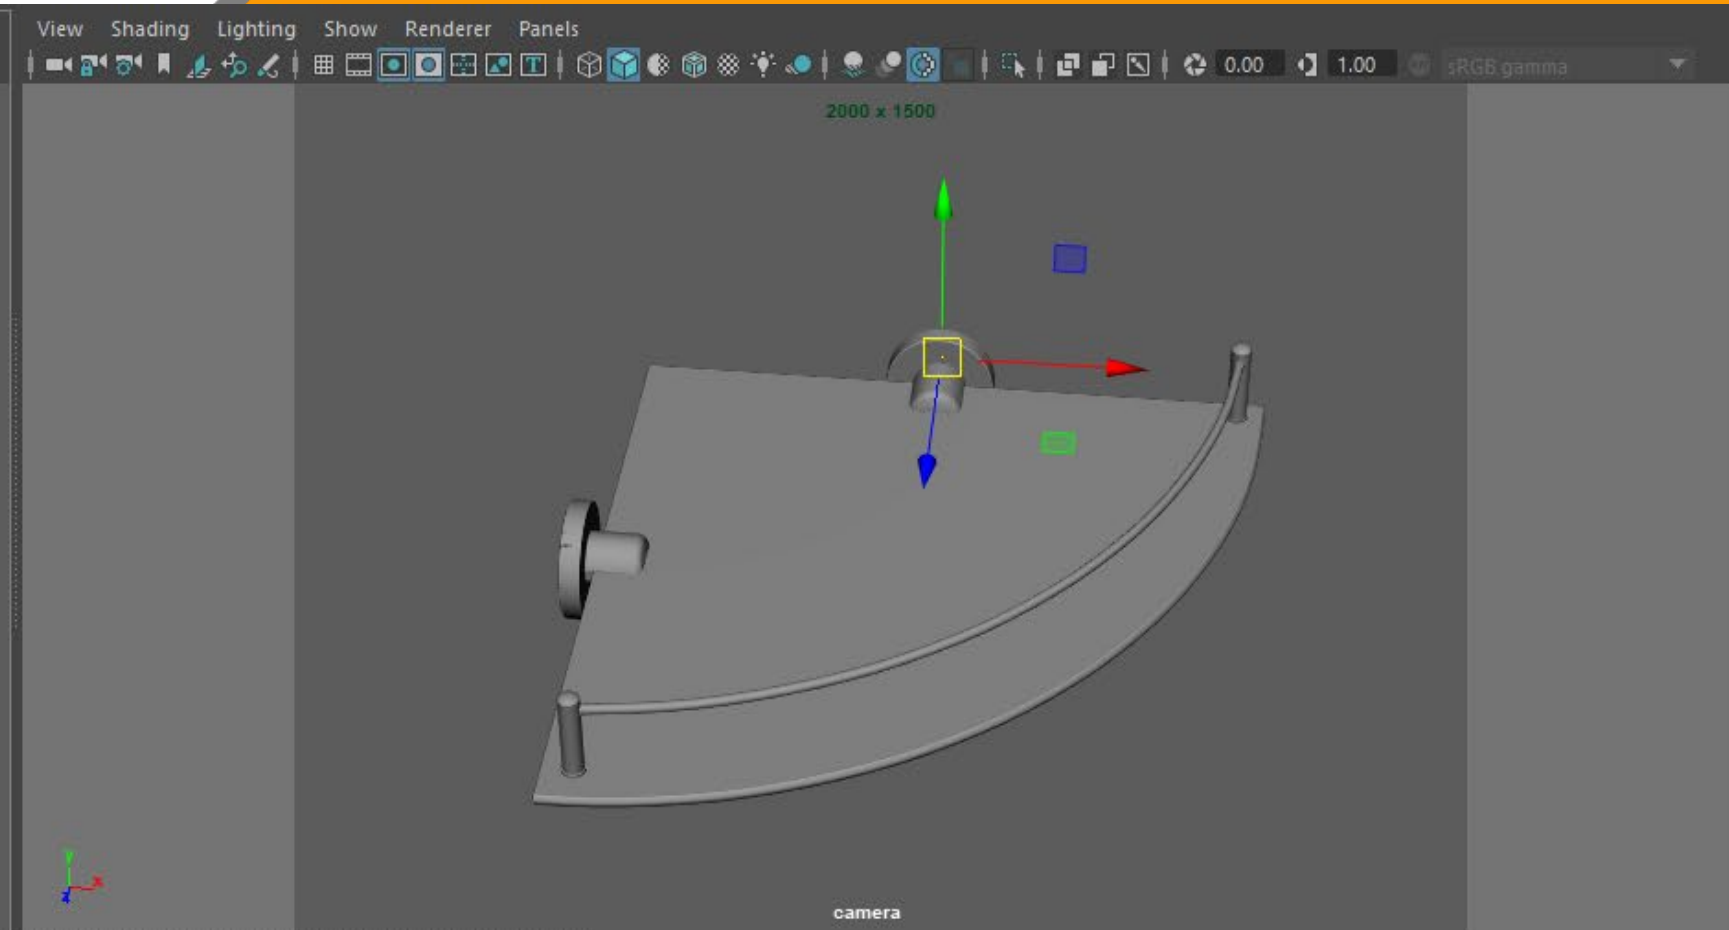 View Shading Lighting Show Renderer Panels
T 0.00 1.00 sRGB gamma
2000 x 1500
y
x
z
camera